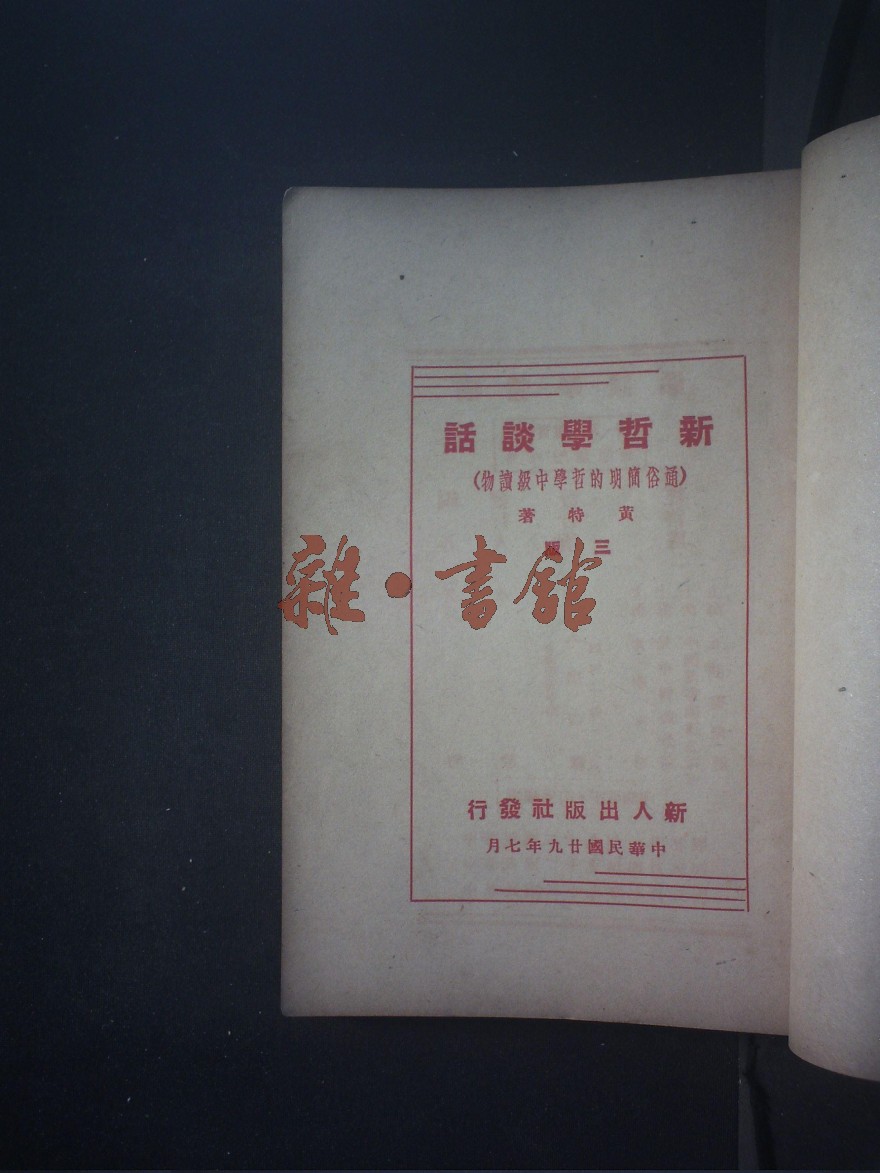 新哲學談話
(通俗簡明的哲學中級讀物)
黃特著
三版
雜·書館
新人出版社發行
中華民國廿九年七月